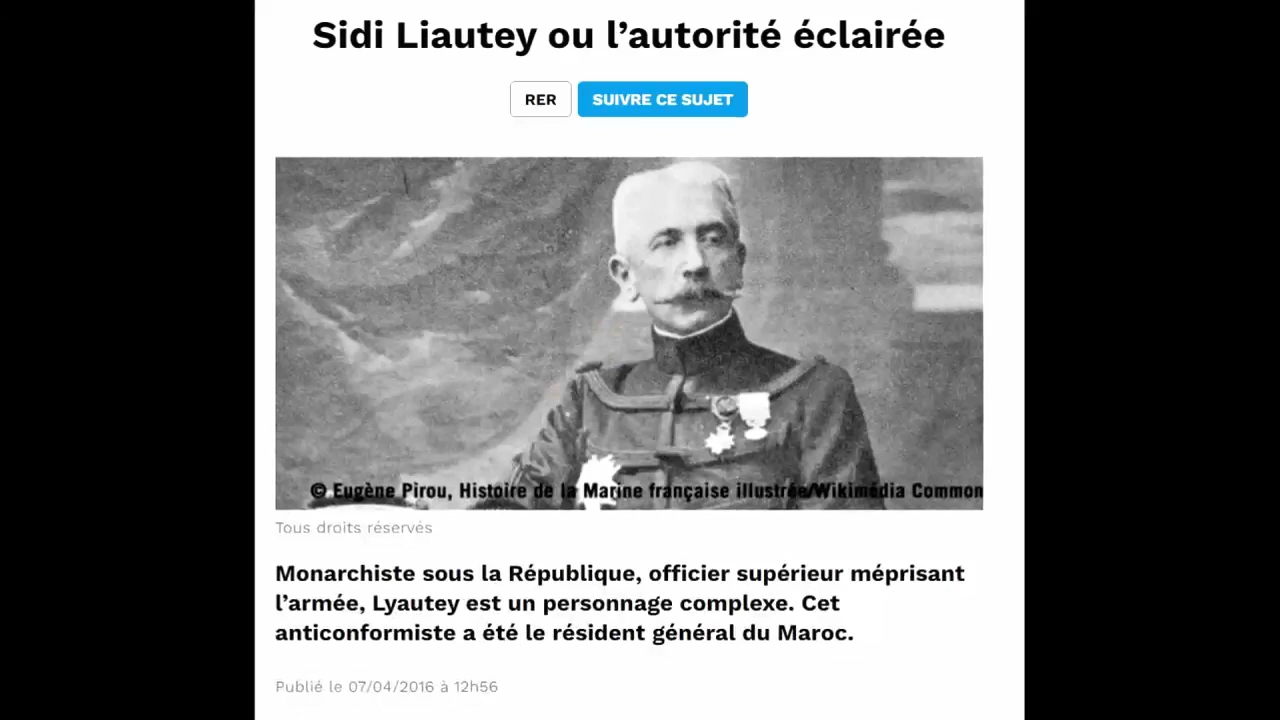 Sidi Liautey ou l’autorité éclairée
RER
SUIVRE CE SUJET
© Eugène Pirou, Histoire de la Marine française illustrée/Wikimedia Common
Tous droits réservés
Monarchiste sous la République, officier supérieur méprisant
l’armée, Lyautey est un personnage complexe. Cet
anticonformiste a été le résident général du Maroc.
Publié le 07/04/2016 à 12h56